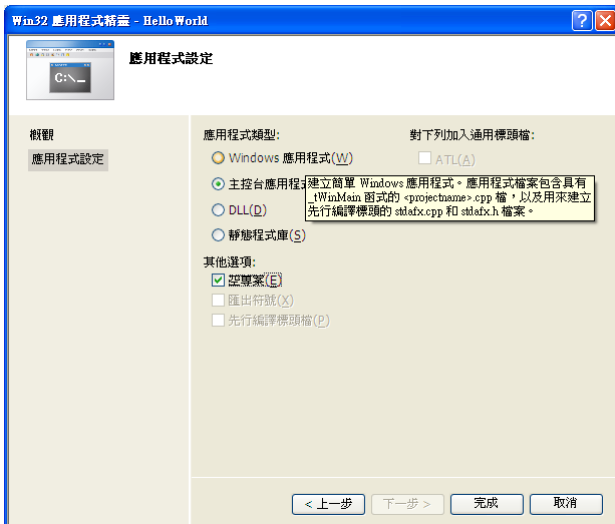 Win32 應用程式精靈 - HelloWorld
C:\_
應用程式設定
概觀
應用程式設定
應用程式類型:
對下列加入通用標頭檔:
Windows 應用程式(W)
ATL(A)
主控台應用程
建立簡單 Windows 應用程式。應用程式檔案包含具有
_tWinMain 函式的 <projectname>.cpp 檔，以及用來建立
先行編譯標頭的 stdafx.cpp 和 stdafx.h 檔案。
DLL(D)
靜態程式庫(S)
其他選項:
空專案(E)
匯出符號(X)
先行編譯標頭檔(P)
< 上一步
下一步 >
完成
取消